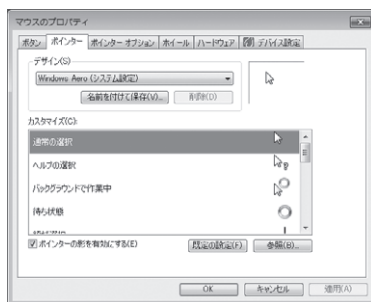 マウスのプロパティ
ボタン ポインター ポインター オプション ホイール ハードウェア デバイス設定
デザイン(S)
Windows Aero (システム設定)
名前を付けて保存(V)... 削除(D)
カスタマイズ(C):
通常の選択
ヘルプの選択
バックグラウンドで作業中
待ち状態
ポインターの影を有効にする(E) 既定の設定(F) 参照(B)...
OK キャンセル 適用(A)